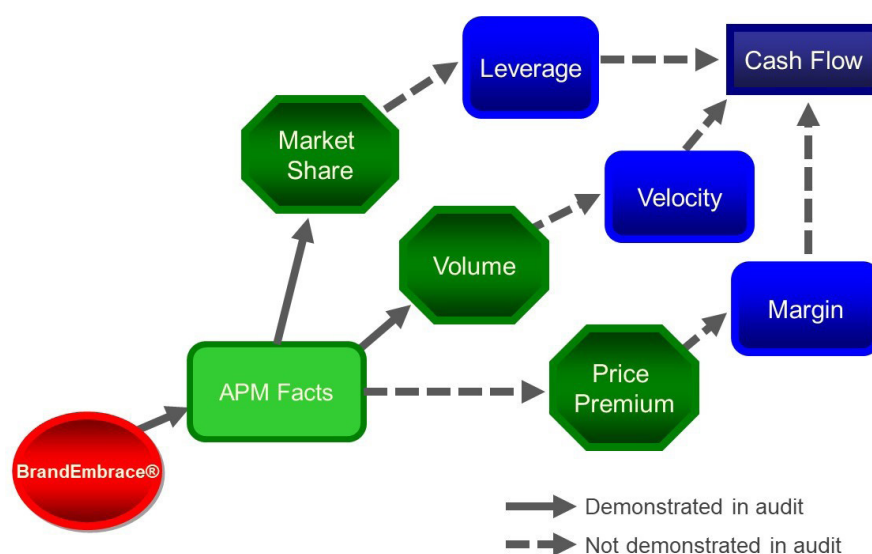 Leverage
Cash Flow
Market
Share
Velocity
Volume
Margin
Price
Premium
APM Facts
BrandEmbrace®
Demonstrated in audit
Not demonstrated in audit